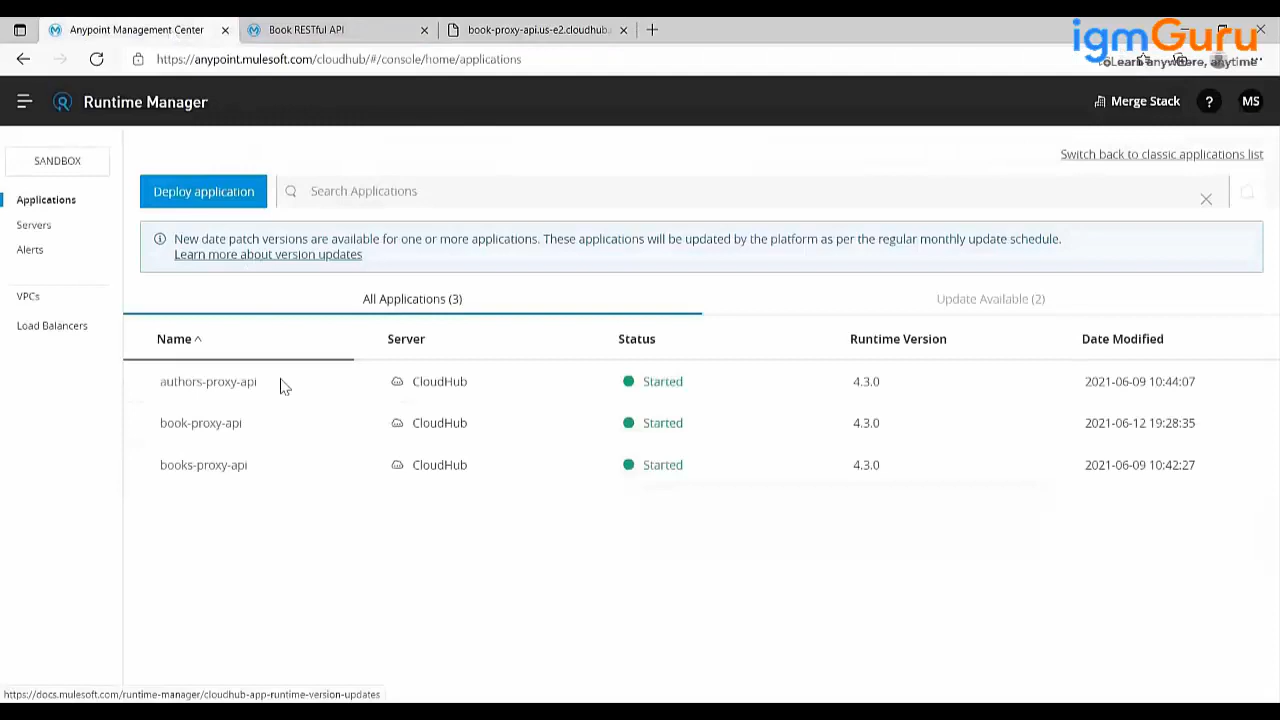 Anypoint Management Center
Book RESTful API
book-proxy-api.us-e2.cloudhub.
igmGuru
Learn anywhere, anytime
https://anypoint.mulesoft.com/cloudhub/#/console/home/applications
Runtime Manager
Merge Stack
?
MS
SANDBOX
Applications
Servers
Alerts
VPCs
Load Balancers
Switch back to classic applications list
Deploy application
Search Applications
New date patch versions are available for one or more applications. These applications will be updated by the platform as per the regular monthly update schedule.
Learn more about version updates
All Applications (3)
Update Available (2)
Name Server Status Runtime Version Date Modified
authors-proxy-api CloudHub Started 4.3.0 2021-06-09 10:44:07
book-proxy-api CloudHub Started 4.3.0 2021-06-12 19:28:35
books-proxy-api CloudHub Started 4.3.0 2021-06-09 10:42:27
https://docs.mulesoft.com/runtime-manager/cloudhub-app-runtime-version-updates